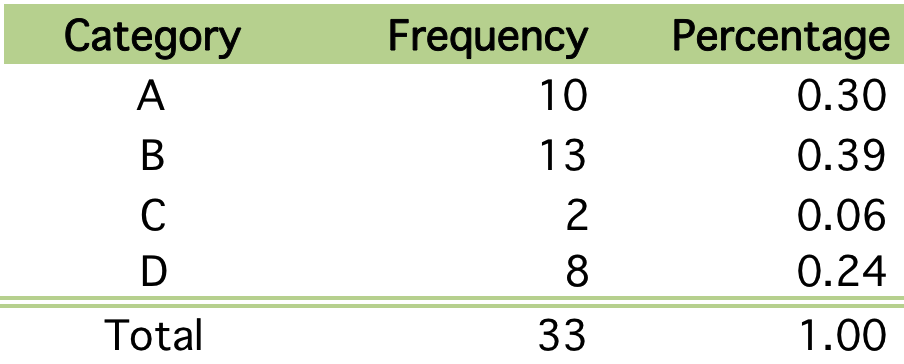 Category Frequency Percentage
A 10 0.30
B 13 0.39
C 2 0.06
D 8 0.24
Total 33 1.00